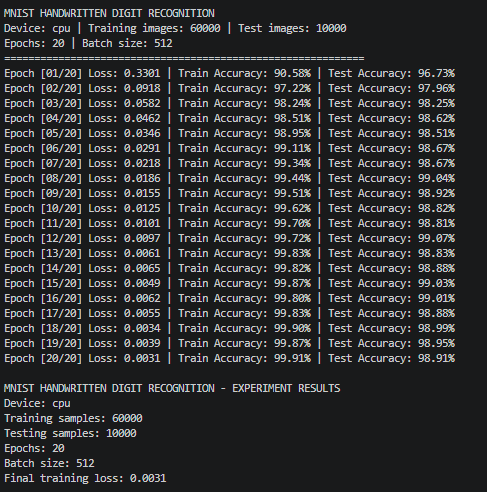 MNIST HANDWRITTEN DIGIT RECOGNITION
Device: cpu | Training images: 60000 | Test images: 10000
Epochs: 20 | Batch size: 512
============================================================
Epoch [01/20] Loss: 0.3301 | Train Accuracy: 90.58% | Test Accuracy: 96.73%
Epoch [02/20] Loss: 0.0918 | Train Accuracy: 97.22% | Test Accuracy: 97.96%
Epoch [03/20] Loss: 0.0582 | Train Accuracy: 98.24% | Test Accuracy: 98.25%
Epoch [04/20] Loss: 0.0462 | Train Accuracy: 98.51% | Test Accuracy: 98.62%
Epoch [05/20] Loss: 0.0346 | Train Accuracy: 98.95% | Test Accuracy: 98.51%
Epoch [06/20] Loss: 0.0291 | Train Accuracy: 99.11% | Test Accuracy: 98.67%
Epoch [07/20] Loss: 0.0218 | Train Accuracy: 99.34% | Test Accuracy: 98.67%
Epoch [08/20] Loss: 0.0186 | Train Accuracy: 99.44% | Test Accuracy: 99.04%
Epoch [09/20] Loss: 0.0155 | Train Accuracy: 99.51% | Test Accuracy: 98.92%
Epoch [10/20] Loss: 0.0125 | Train Accuracy: 99.62% | Test Accuracy: 98.82%
Epoch [11/20] Loss: 0.0101 | Train Accuracy: 99.70% | Test Accuracy: 98.81%
Epoch [12/20] Loss: 0.0097 | Train Accuracy: 99.72% | Test Accuracy: 99.07%
Epoch [13/20] Loss: 0.0061 | Train Accuracy: 99.83% | Test Accuracy: 98.83%
Epoch [14/20] Loss: 0.0065 | Train Accuracy: 99.82% | Test Accuracy: 98.88%
Epoch [15/20] Loss: 0.0049 | Train Accuracy: 99.87% | Test Accuracy: 99.03%
Epoch [16/20] Loss: 0.0062 | Train Accuracy: 99.80% | Test Accuracy: 99.01%
Epoch [17/20] Loss: 0.0055 | Train Accuracy: 99.83% | Test Accuracy: 98.88%
Epoch [18/20] Loss: 0.0034 | Train Accuracy: 99.90% | Test Accuracy: 98.99%
Epoch [19/20] Loss: 0.0039 | Train Accuracy: 99.87% | Test Accuracy: 98.95%
Epoch [20/20] Loss: 0.0031 | Train Accuracy: 99.91% | Test Accuracy: 98.91%
MNIST HANDWRITTEN DIGIT RECOGNITION - EXPERIMENT RESULTS
Device: cpu
Training samples: 60000
Testing samples: 10000
Epochs: 20
Batch size: 512
Final training loss: 0.0031